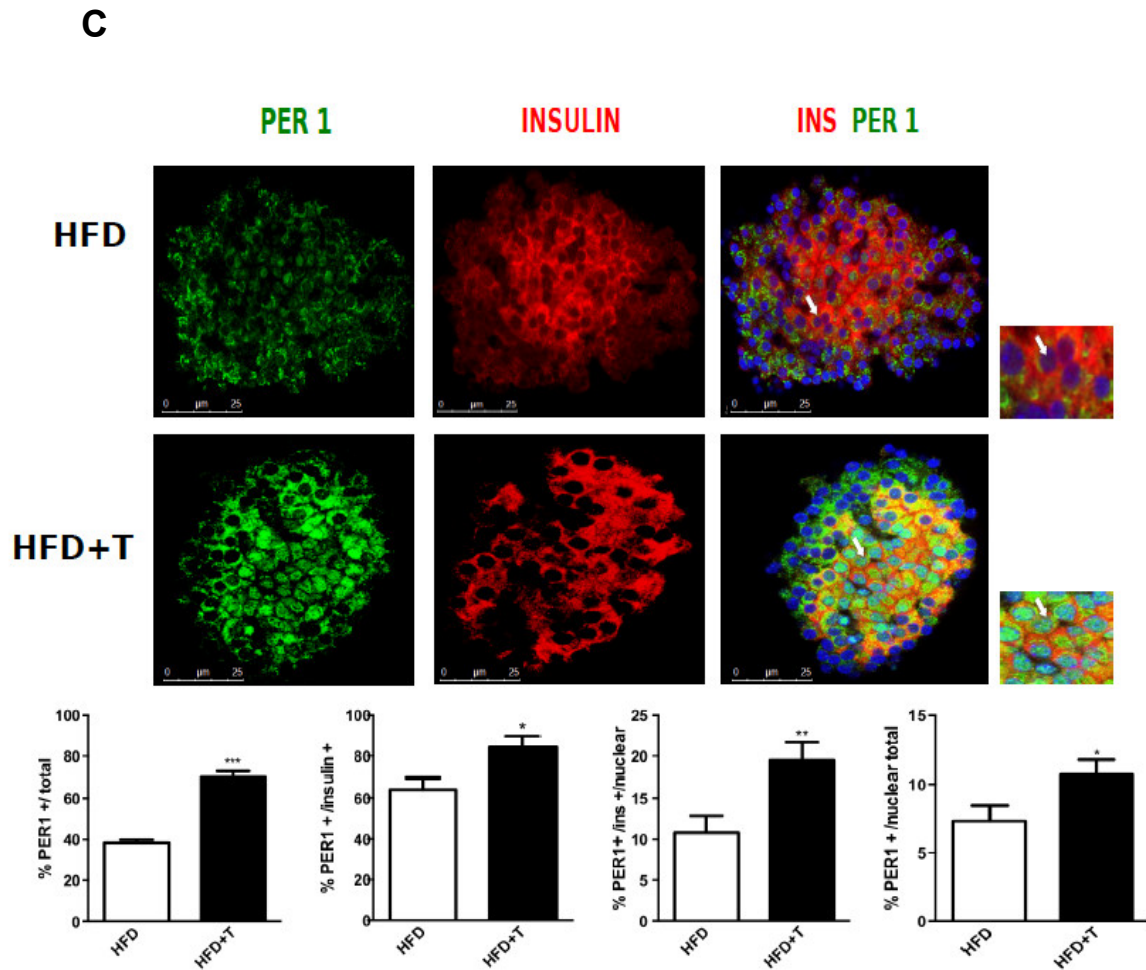 C
PER 1
INSULIN
INS PER 1
HFD
0 µm 25
0 µm 25
0 µm 25
HFD+T
0 µm 25
0 µm 25
0 µm 25
% PER1 +/ total
100
80
60
40
20
0
***
HFD
HFD+T
% PER1 + /insulin +
100
80
60
40
20
0
*
HFD
HFD+T
% PER1+ /ins +/nuclear
25
20
15
10
5
0
**
HFD
HFD+T
% PER1 + /nuclear total
15
10
5
0
*
HFD
HFD+T